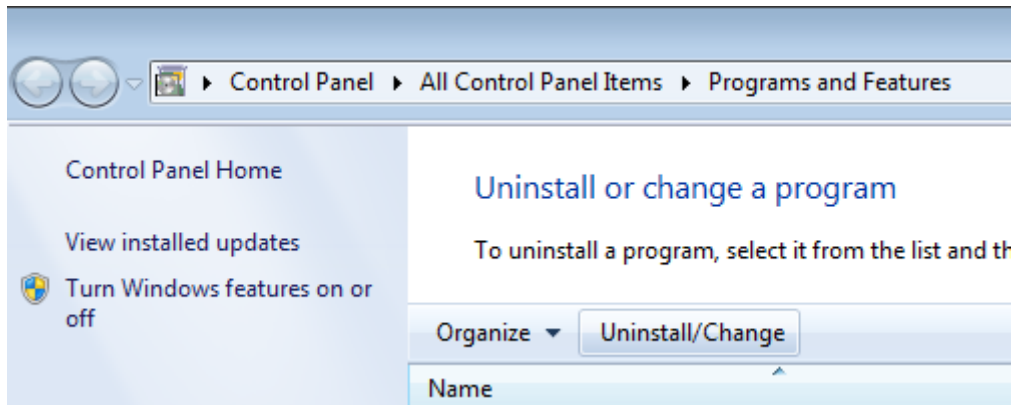 Control Panel All Control Panel Items Programs and Features
Control Panel Home
View installed updates
Turn Windows features on or
off
Uninstall or change a program
To uninstall a program, select it from the list and
Organize Uninstall/Change
Name